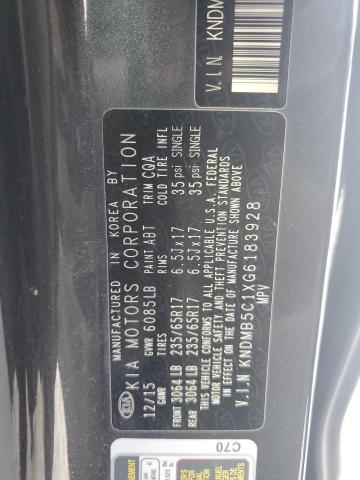 MANUFACTURED IN KOREA BY
KIA KIA MOTORS CORPORATION
12/15 GVWR 6085LB PAINT ABT TRIM CQA
GAWR TIRES RIMS COLD TIRE INFL
FRONT 3064 LB 235/65R17 6.5Jx17 35 psi SINGLE
REAR 3064 LB 235/65R17 6.5Jx17 35 psi SINGLE
THIS VEHICLE CONFORMS TO ALL APPLICABLE U.S.A. FEDERAL
MOTOR VEHICLE SAFETY, BUMPER, AND THEFT PREVENTION STANDARDS
IN EFFECT ON THE DATE OF MANUFACTURE SHOWN ABOVE
V.I.N KNDMB5C1XG6183928
MPV
V.I.N KNDM
C70